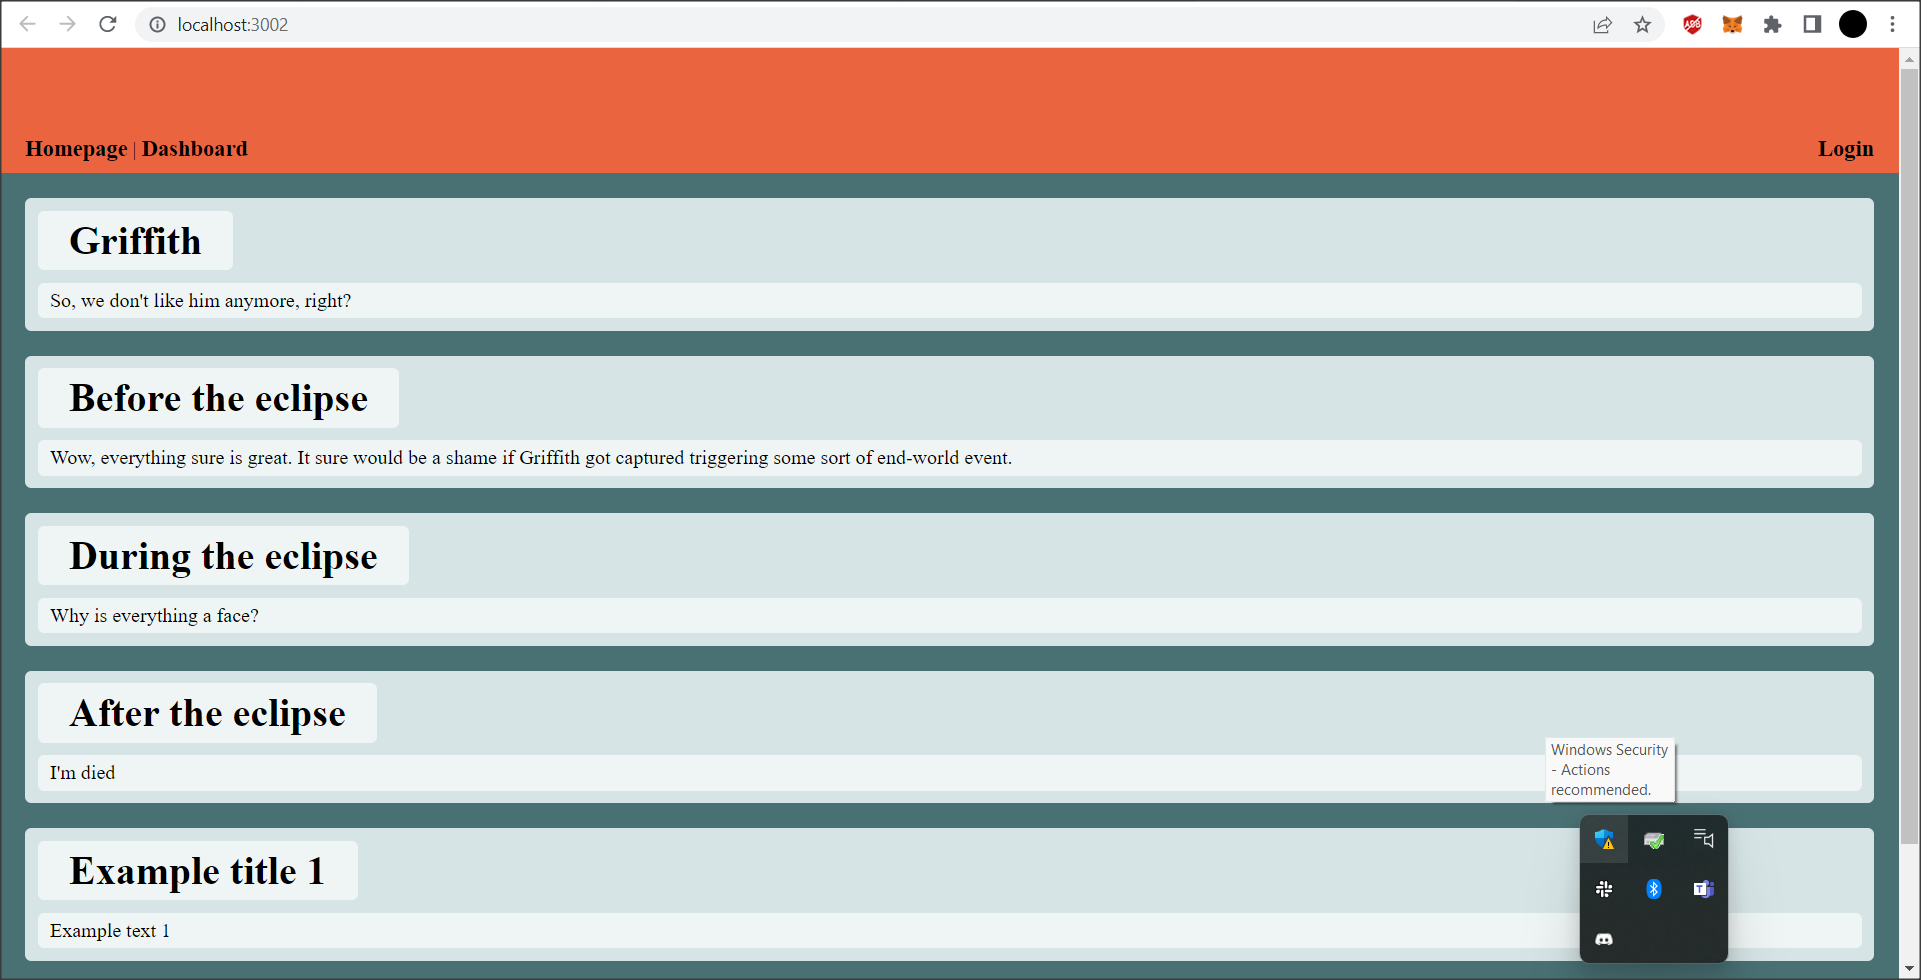 localhost:3002
ABP
Homepage | Dashboard
Login
Griffith
So, we don't like him anymore, right?
Before the eclipse
Wow, everything sure is great. It sure would be a shame if Griffith got captured triggering some sort of end-world event.
During the eclipse
Why is everything a face?
After the eclipse
I'm died
Windows Security
- Actions
recommended.
Example title 1
Example text 1